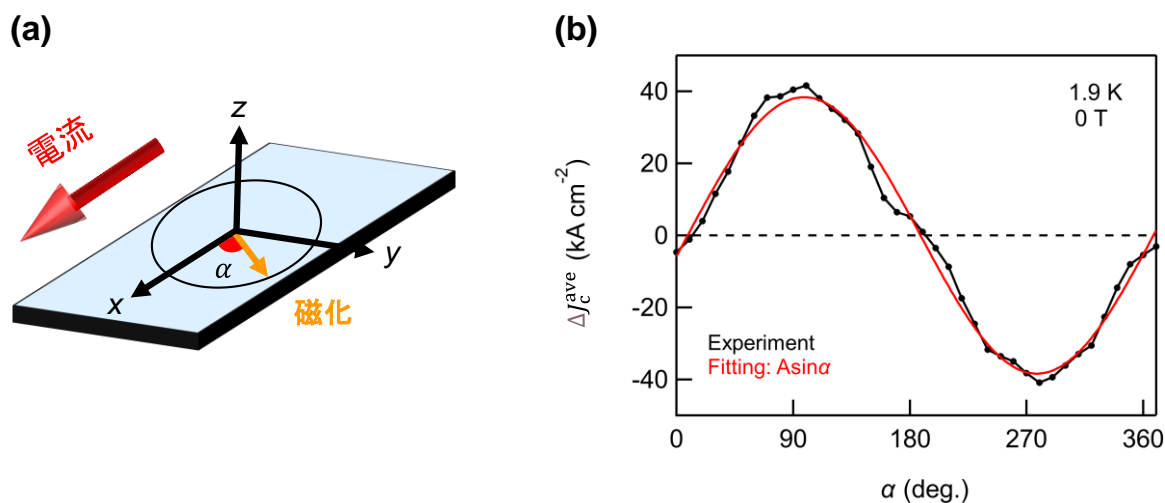 (a)
電流
z
y
x
α
磁化
(b)
ΔJc^ave (kA cm-2)
40
20
0
-20
-40
1.9 K
0 T
Experiment
Fitting: Asinα
0
90
180
270
360
α (deg.)